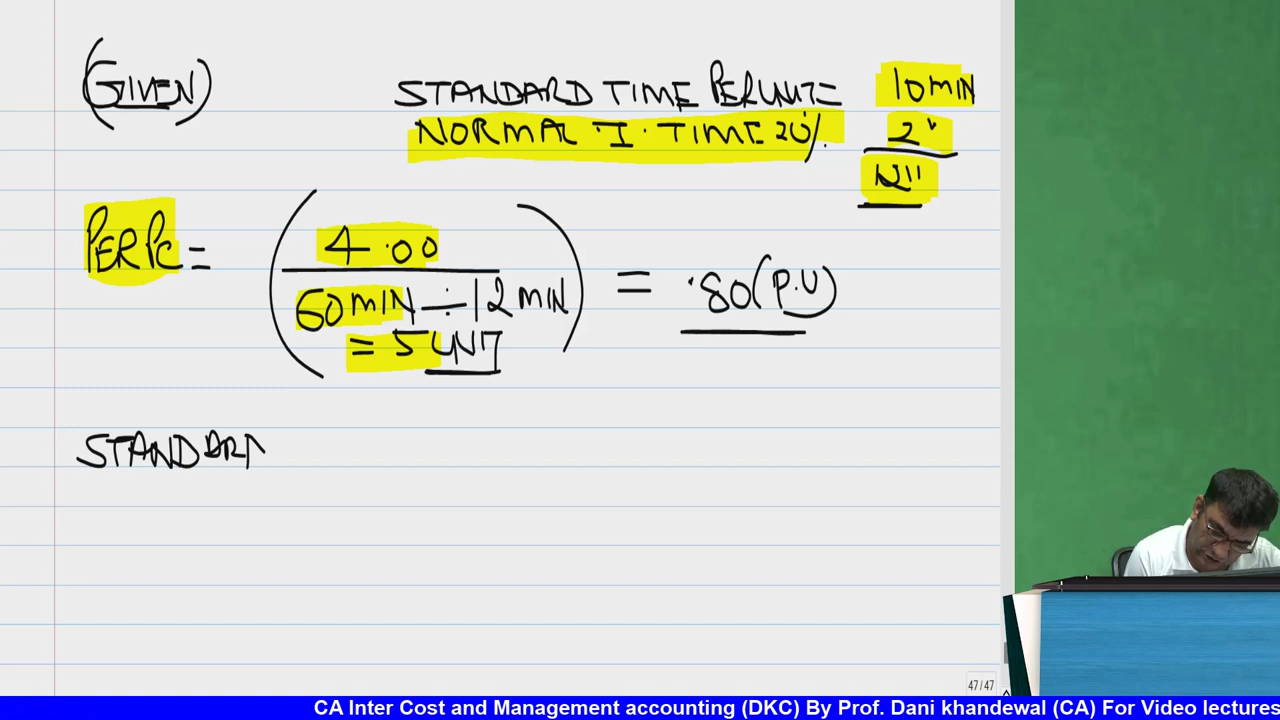 (GIVEN)
STANDARD TIME PER UNIT = 10 MIN
NORMAL .I. TIME 20% 2"
12"
PER PC = ( 4.00
60 MIN ÷ 12 MIN
= 5 UNIT ) = .80 (P.U)
STANDARD
47/47
CA Inter Cost and Management accounting (DKC) By Prof. Dani khandewal (CA) For Video lectures